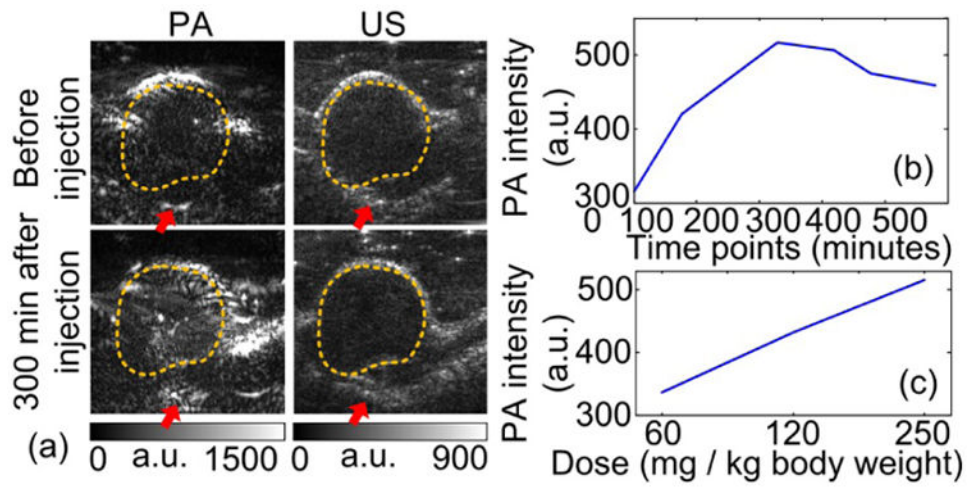 PA US
Before
injection
300 min after
injection
(a)
0 a.u. 1500
0 a.u. 900
PA intensity
(a.u.)
500
400
300
0 100 200 300 400 500
Time points (minutes)
(b)
PA intensity
(a.u.)
500
400
300
60 120 250
Dose (mg / kg body weight)
(c)